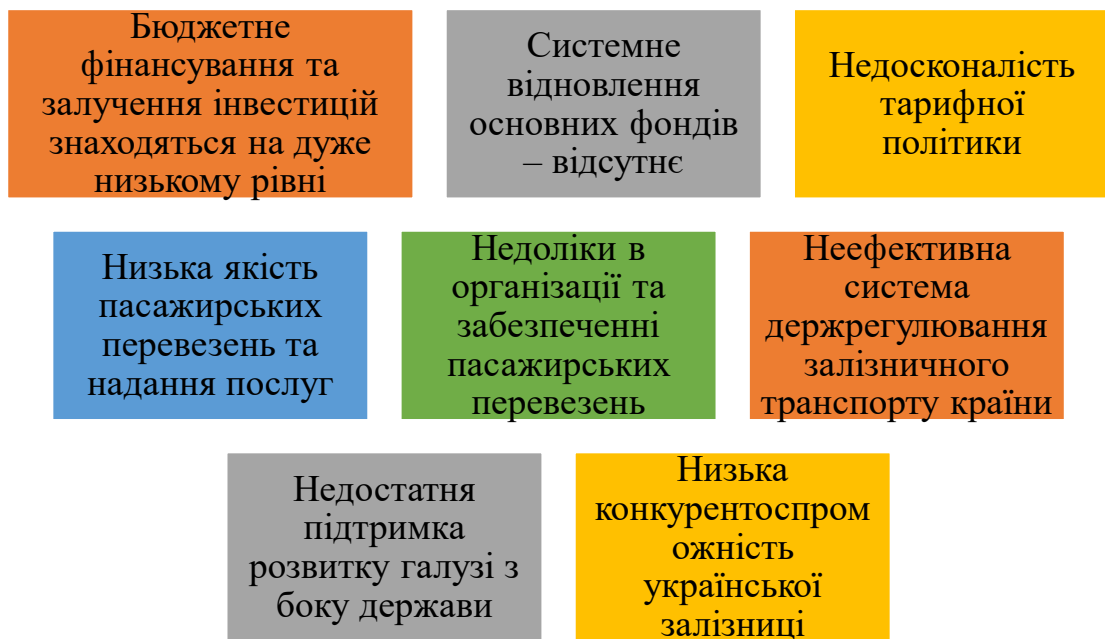 Бюджетне
фінансування та
залучення інвестицій
знаходяться на дуже
низькому рівні
Системне
відновлення
основних фондів
– відсутнє
Недосконалість
тарифної
політики
Низька якість
пасажирських
перевезень та
надання послуг
Недоліки в
організації та
забезпеченні
пасажирських
перевезень
Неефективна
система
держрегулювання
залізничного
транспорту країни
Недостатня
підтримка
розвитку галузі з
боку держави
Низька
конкурентоспром
ожність
української
залізниці